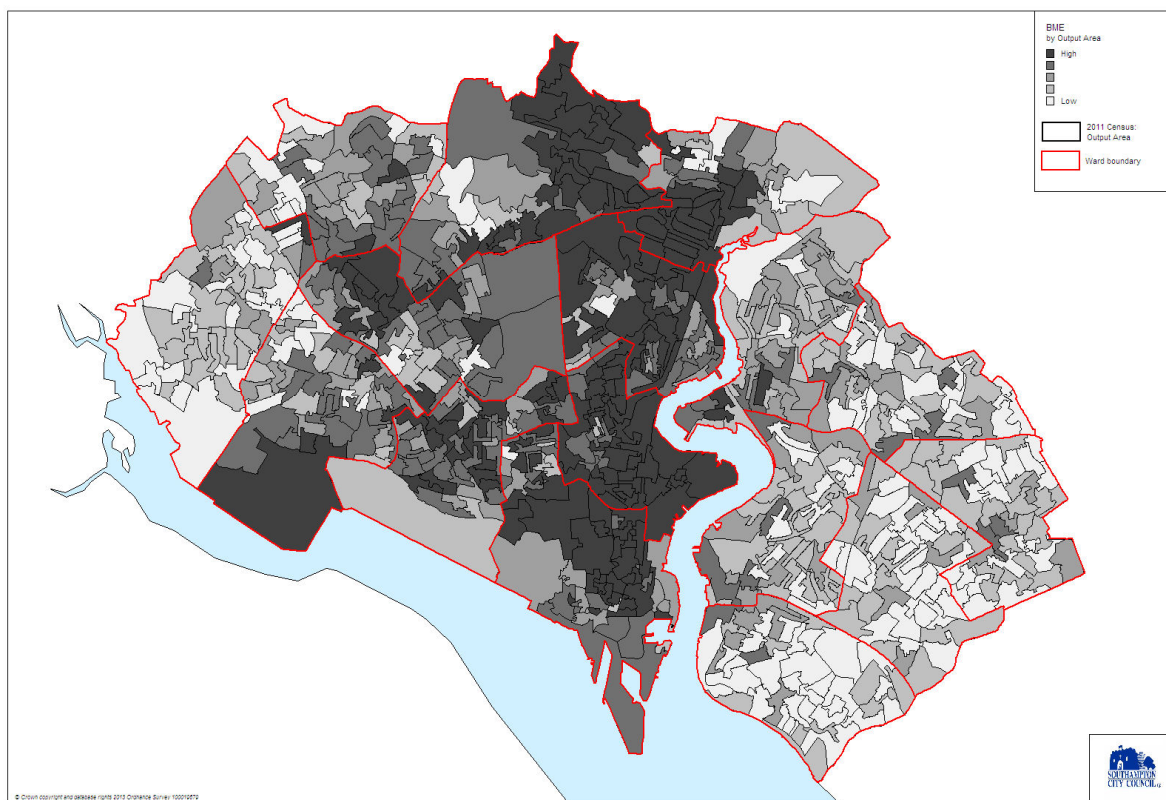 BME
by Output Area
High
Low
2011 Census:
Output Area
Ward boundary
SOUTHAMPTON
CITY COUNCIL
© Crown copyright and database rights 2013 Ordnance Survey 100019679